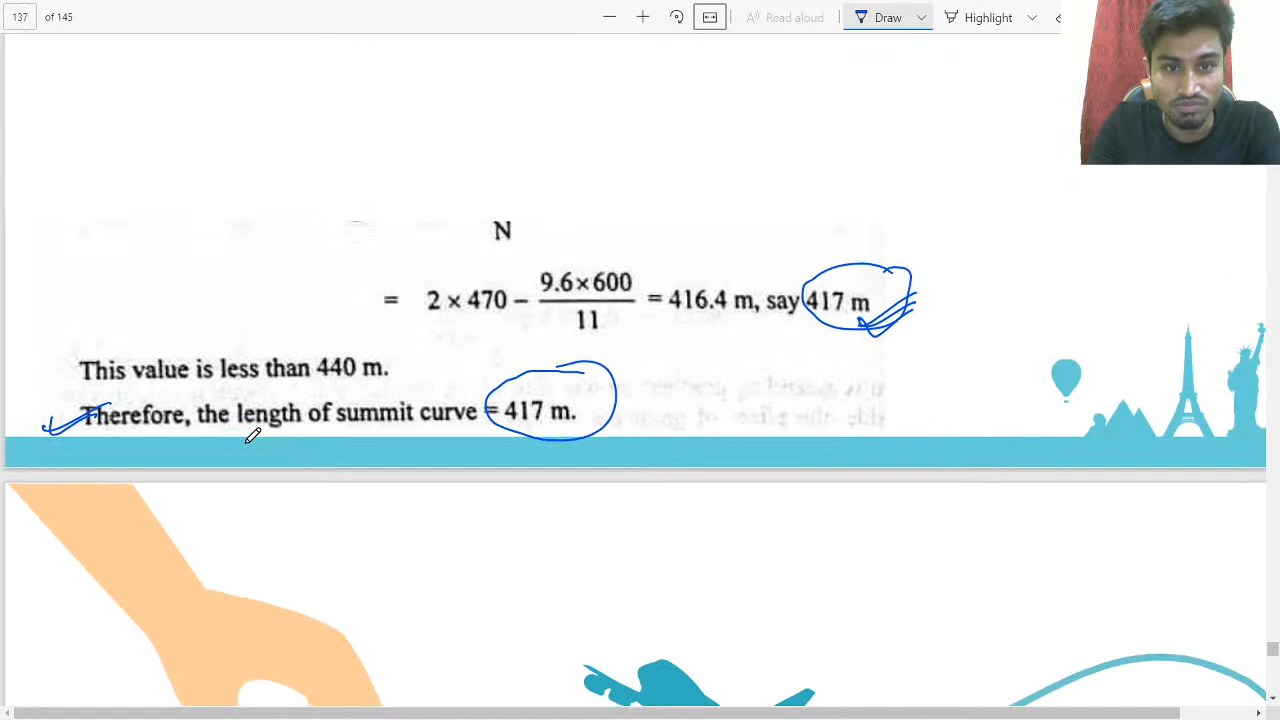 137 of 145
Read aloud
Draw
Highlight
N
= 2 × 470 − 9.6×600 / 11 = 416.4 m, say 417 m
This value is less than 440 m.
Therefore, the length of summit curve = 417 m.